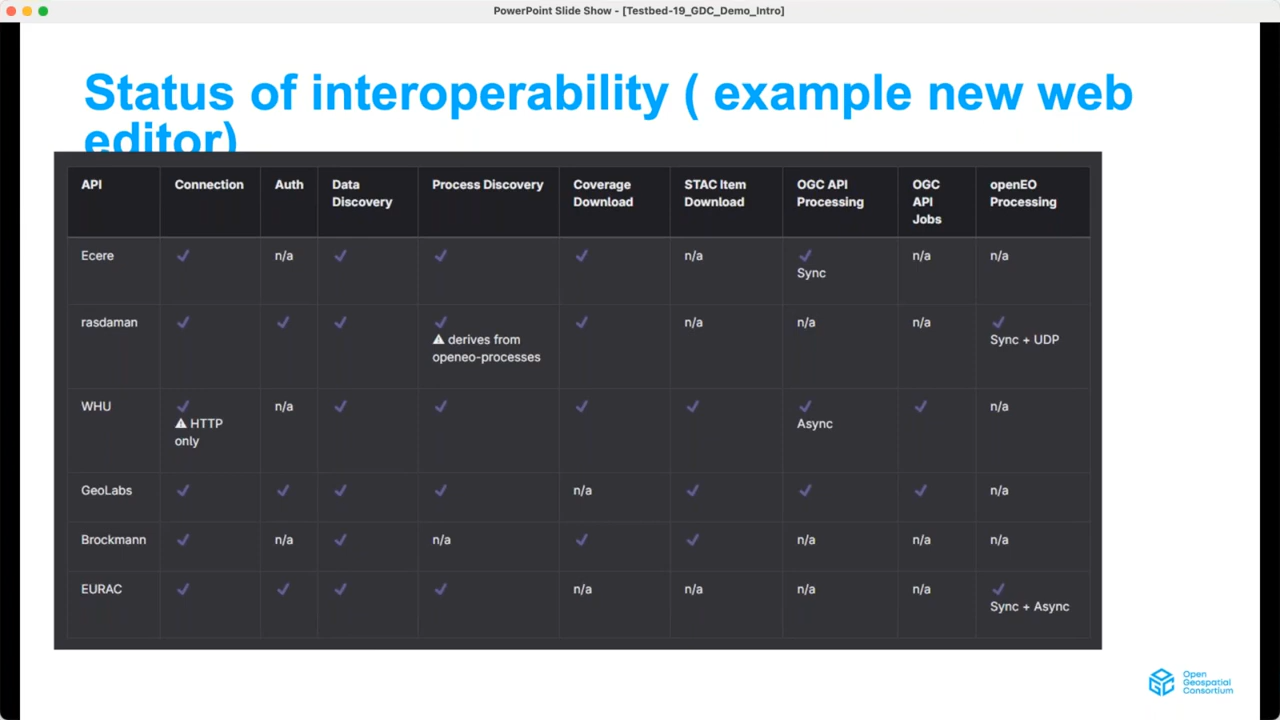 PowerPoint Slide Show - [Testbed-19_GDC_Demo_Intro]
Status of interoperability ( example new web
editor)
API Connection Auth Data Discovery Process Discovery Coverage Download STAC Item Download OGC API Processing OGC API Jobs openEO Processing
Ecere ✓ n/a ✓ ✓ ✓ n/a ✓ Sync n/a n/a
rasdaman ✓ ✓ ✓ ✓ ⚠ derives from openeo-processes ✓ n/a n/a n/a ✓ Sync + UDP
WHU ✓ ⚠ HTTP only n/a ✓ ✓ ✓ ✓ ✓ Async ✓ n/a
GeoLabs ✓ ✓ ✓ ✓ n/a ✓ ✓ ✓ n/a
Brockmann ✓ n/a ✓ n/a ✓ ✓ n/a n/a n/a
EURAC ✓ ✓ ✓ ✓ n/a n/a n/a n/a ✓ Sync + Async
Open
Geospatial
Consortium